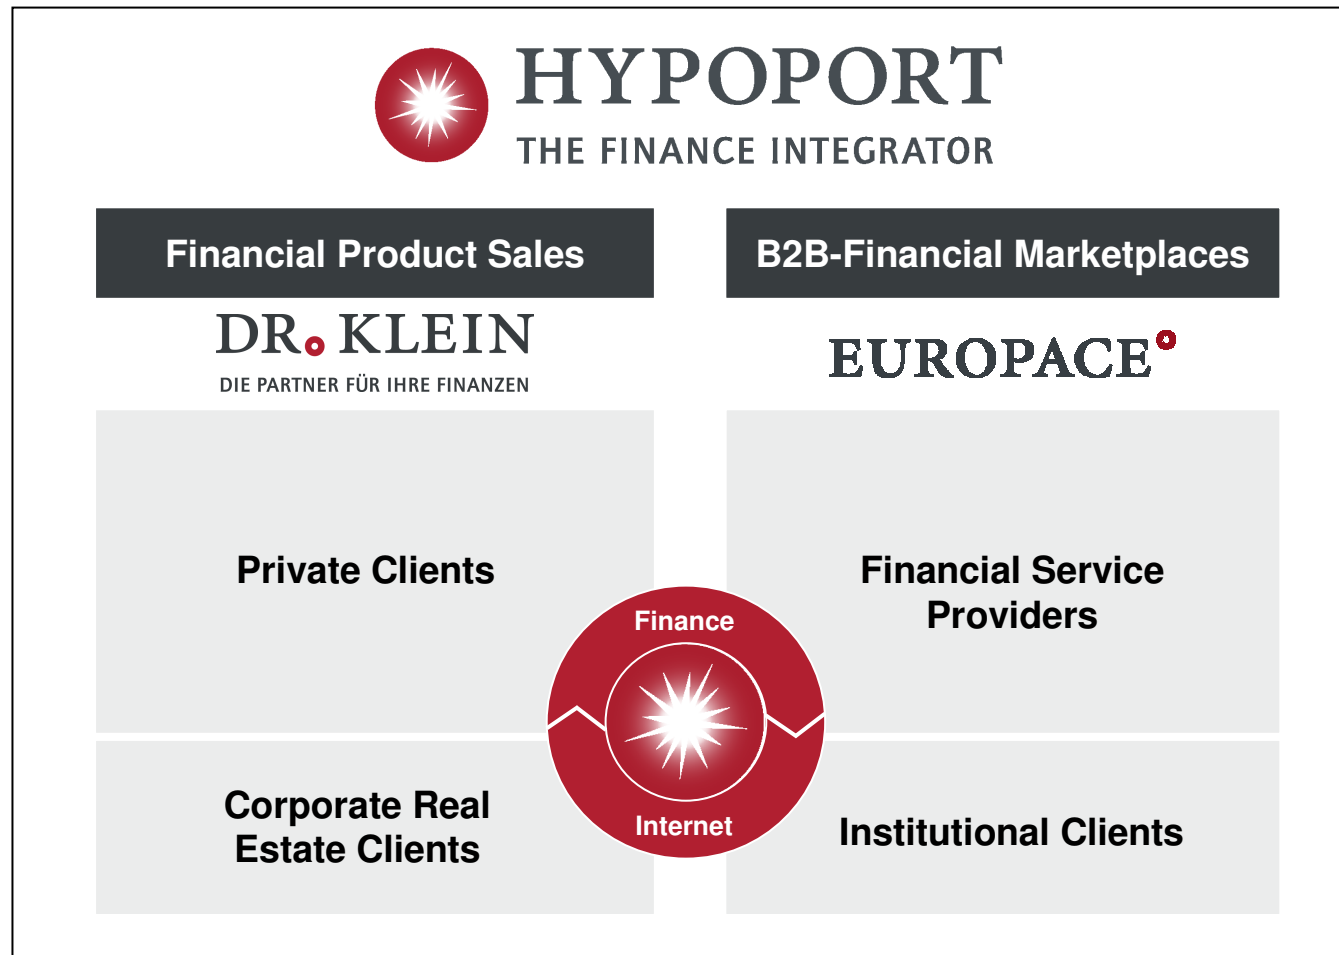 HYPOPORT
THE FINANCE INTEGRATOR
Financial Product Sales
B2B-Financial Marketplaces
DR. KLEIN
DIE PARTNER FÜR IHRE FINANZEN
EUROPACE
Private Clients
Financial Service
Providers
Finance
Internet
Corporate Real
Estate Clients
Institutional Clients